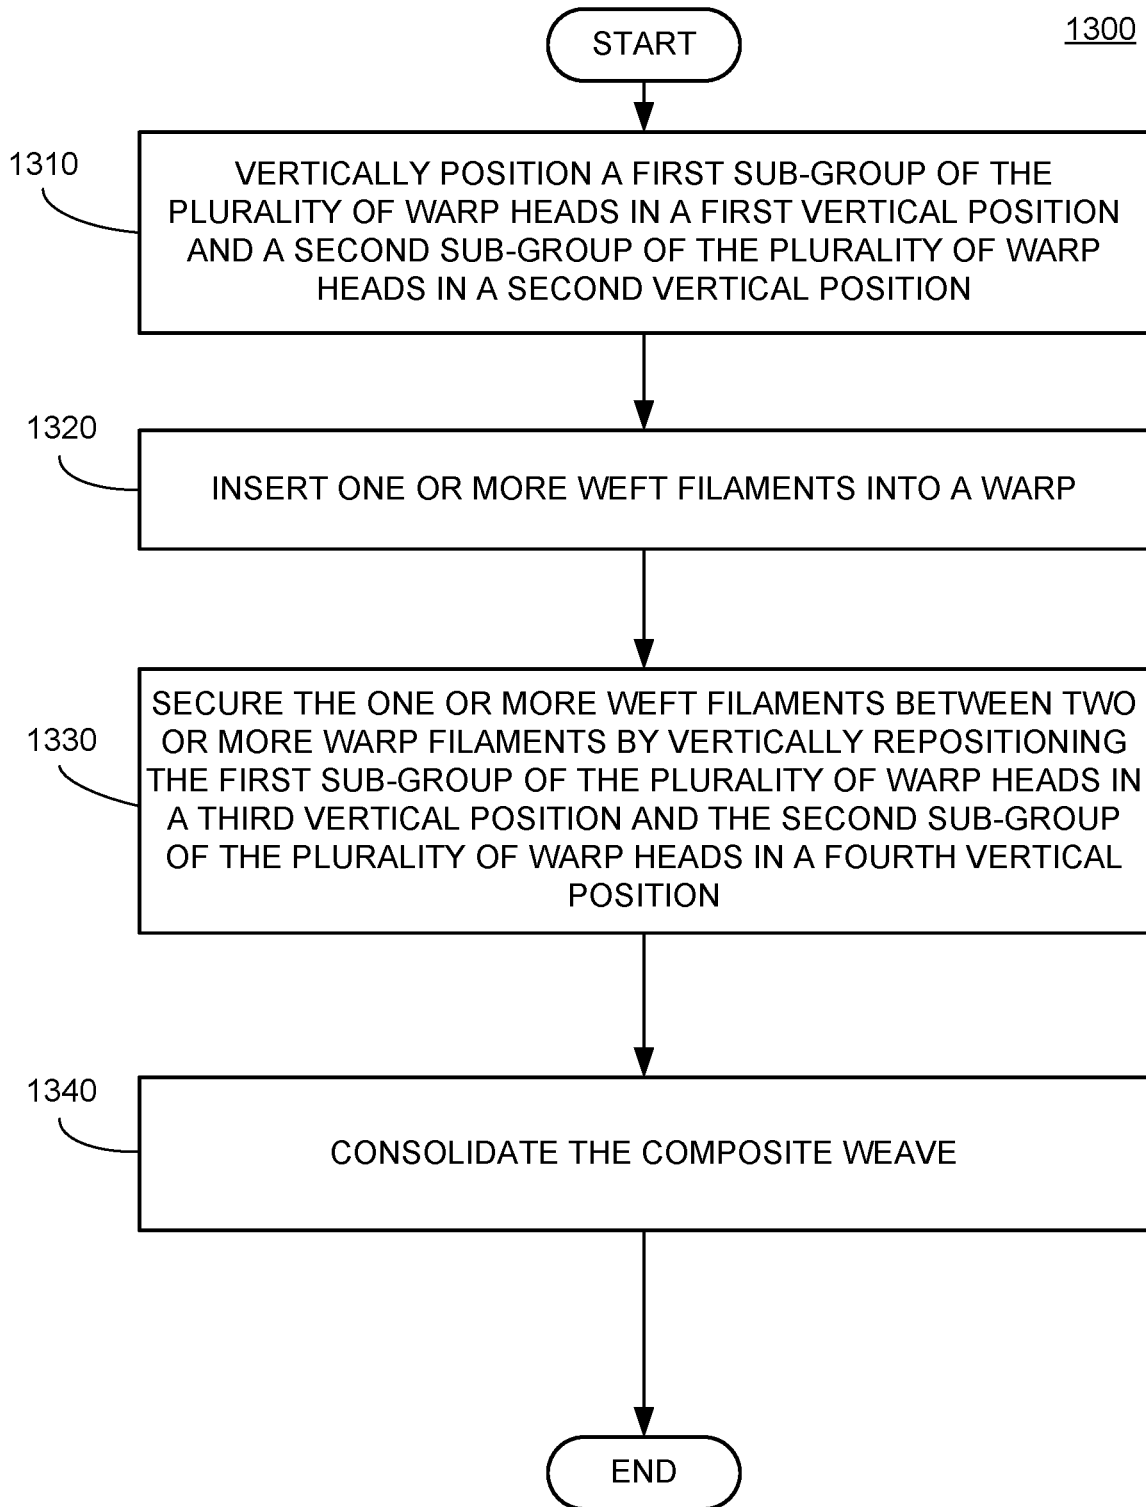 START
1300
1310
VERTICALLY POSITION A FIRST SUB-GROUP OF THE
PLURALITY OF WARP HEADS IN A FIRST VERTICAL POSITION
AND A SECOND SUB-GROUP OF THE PLURALITY OF WARP
HEADS IN A SECOND VERTICAL POSITION
1320
INSERT ONE OR MORE WEFT FILAMENTS INTO A WARP
1330
SECURE THE ONE OR MORE WEFT FILAMENTS BETWEEN TWO
OR MORE WARP FILAMENTS BY VERTICALLY REPOSITIONING
THE FIRST SUB-GROUP OF THE PLURALITY OF WARP HEADS IN
A THIRD VERTICAL POSITION AND THE SECOND SUB-GROUP
OF THE PLURALITY OF WARP HEADS IN A FOURTH VERTICAL
POSITION
1340
CONSOLIDATE THE COMPOSITE WEAVE
END